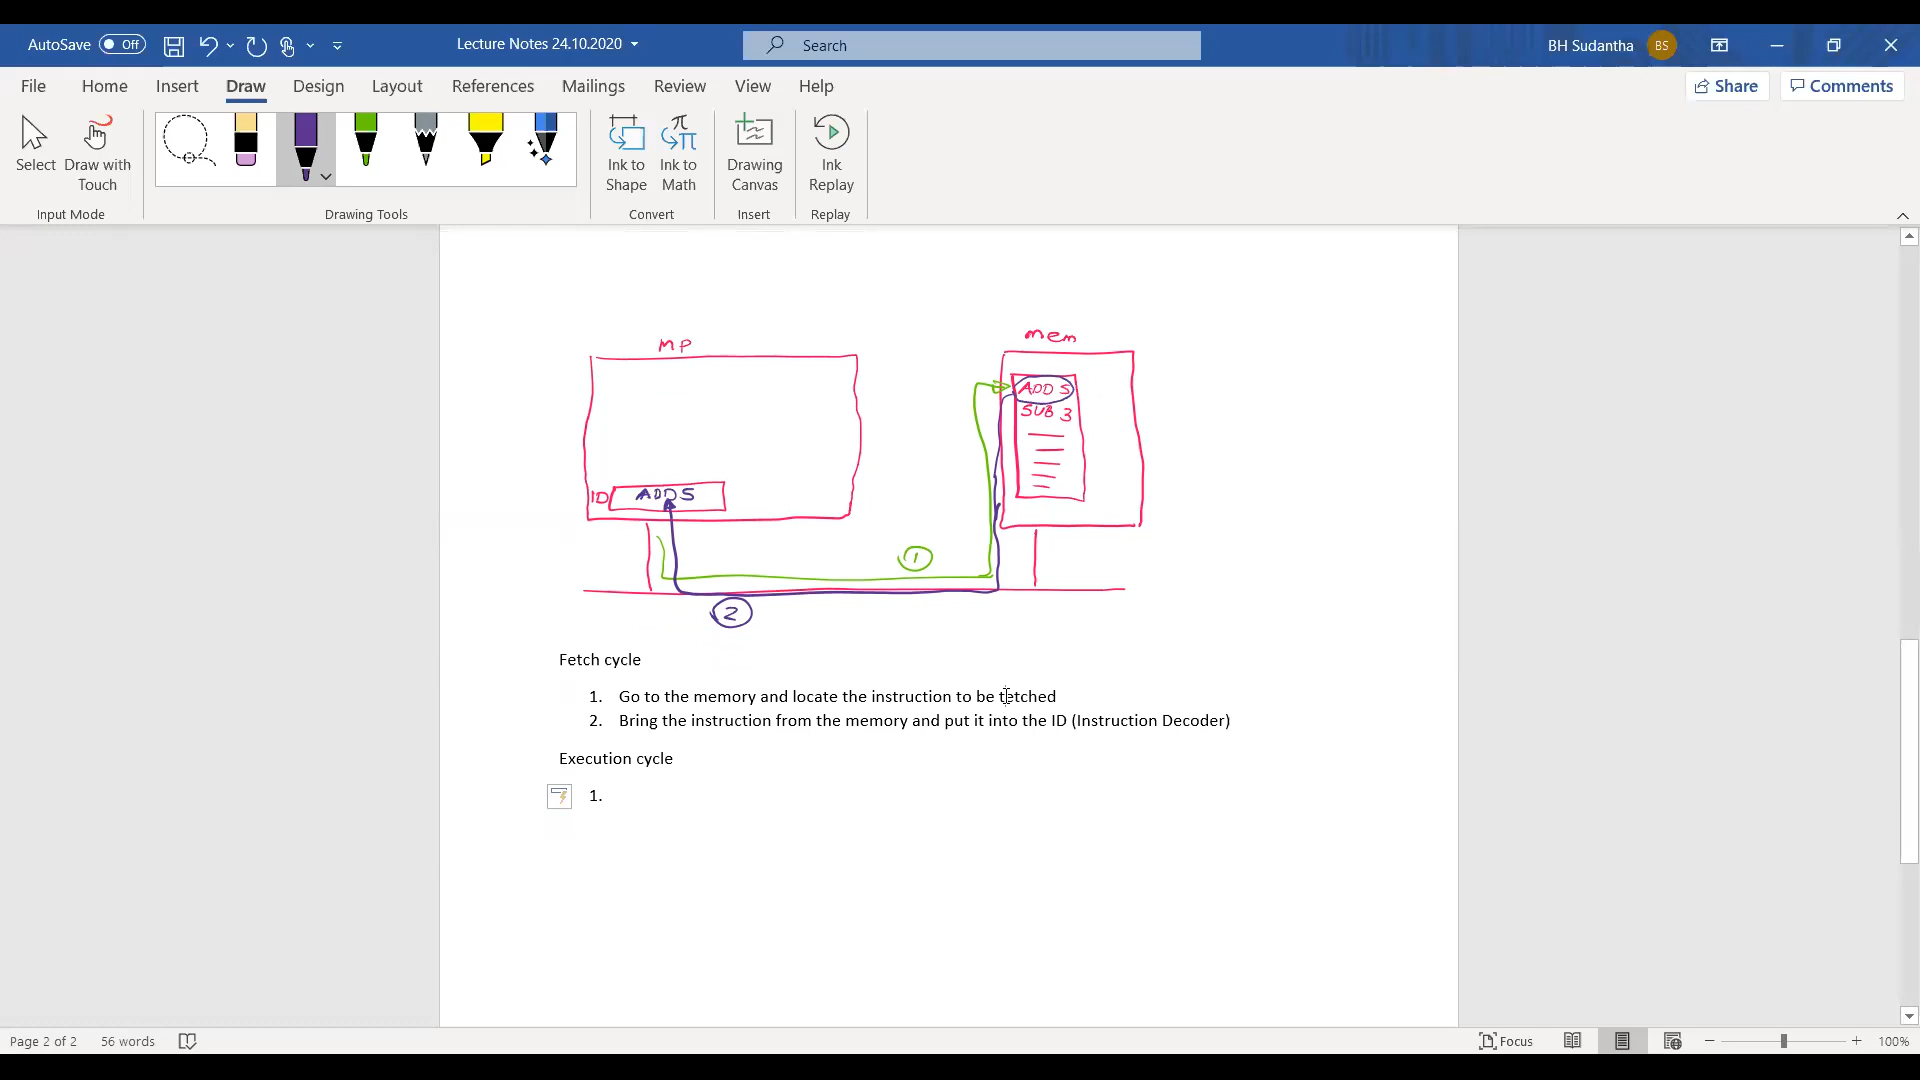 AutoSave Off Lecture Notes 24.10.2020 Search BH Sudantha BS
File Home Insert Draw Design Layout References Mailings Review View Help Share Comments
Select Draw with Touch Ink to Shape Ink to Math Drawing Canvas Ink Replay
Input Mode Drawing Tools Convert Insert Replay
MP mem
ADD 5
SUB 3
ID ADD 5
1
2
Fetch cycle
1. Go to the memory and locate the instruction to be fetched
2. Bring the instruction from the memory and put it into the ID (Instruction Decoder)
Execution cycle
1.
Page 2 of 2 56 words Focus 100%